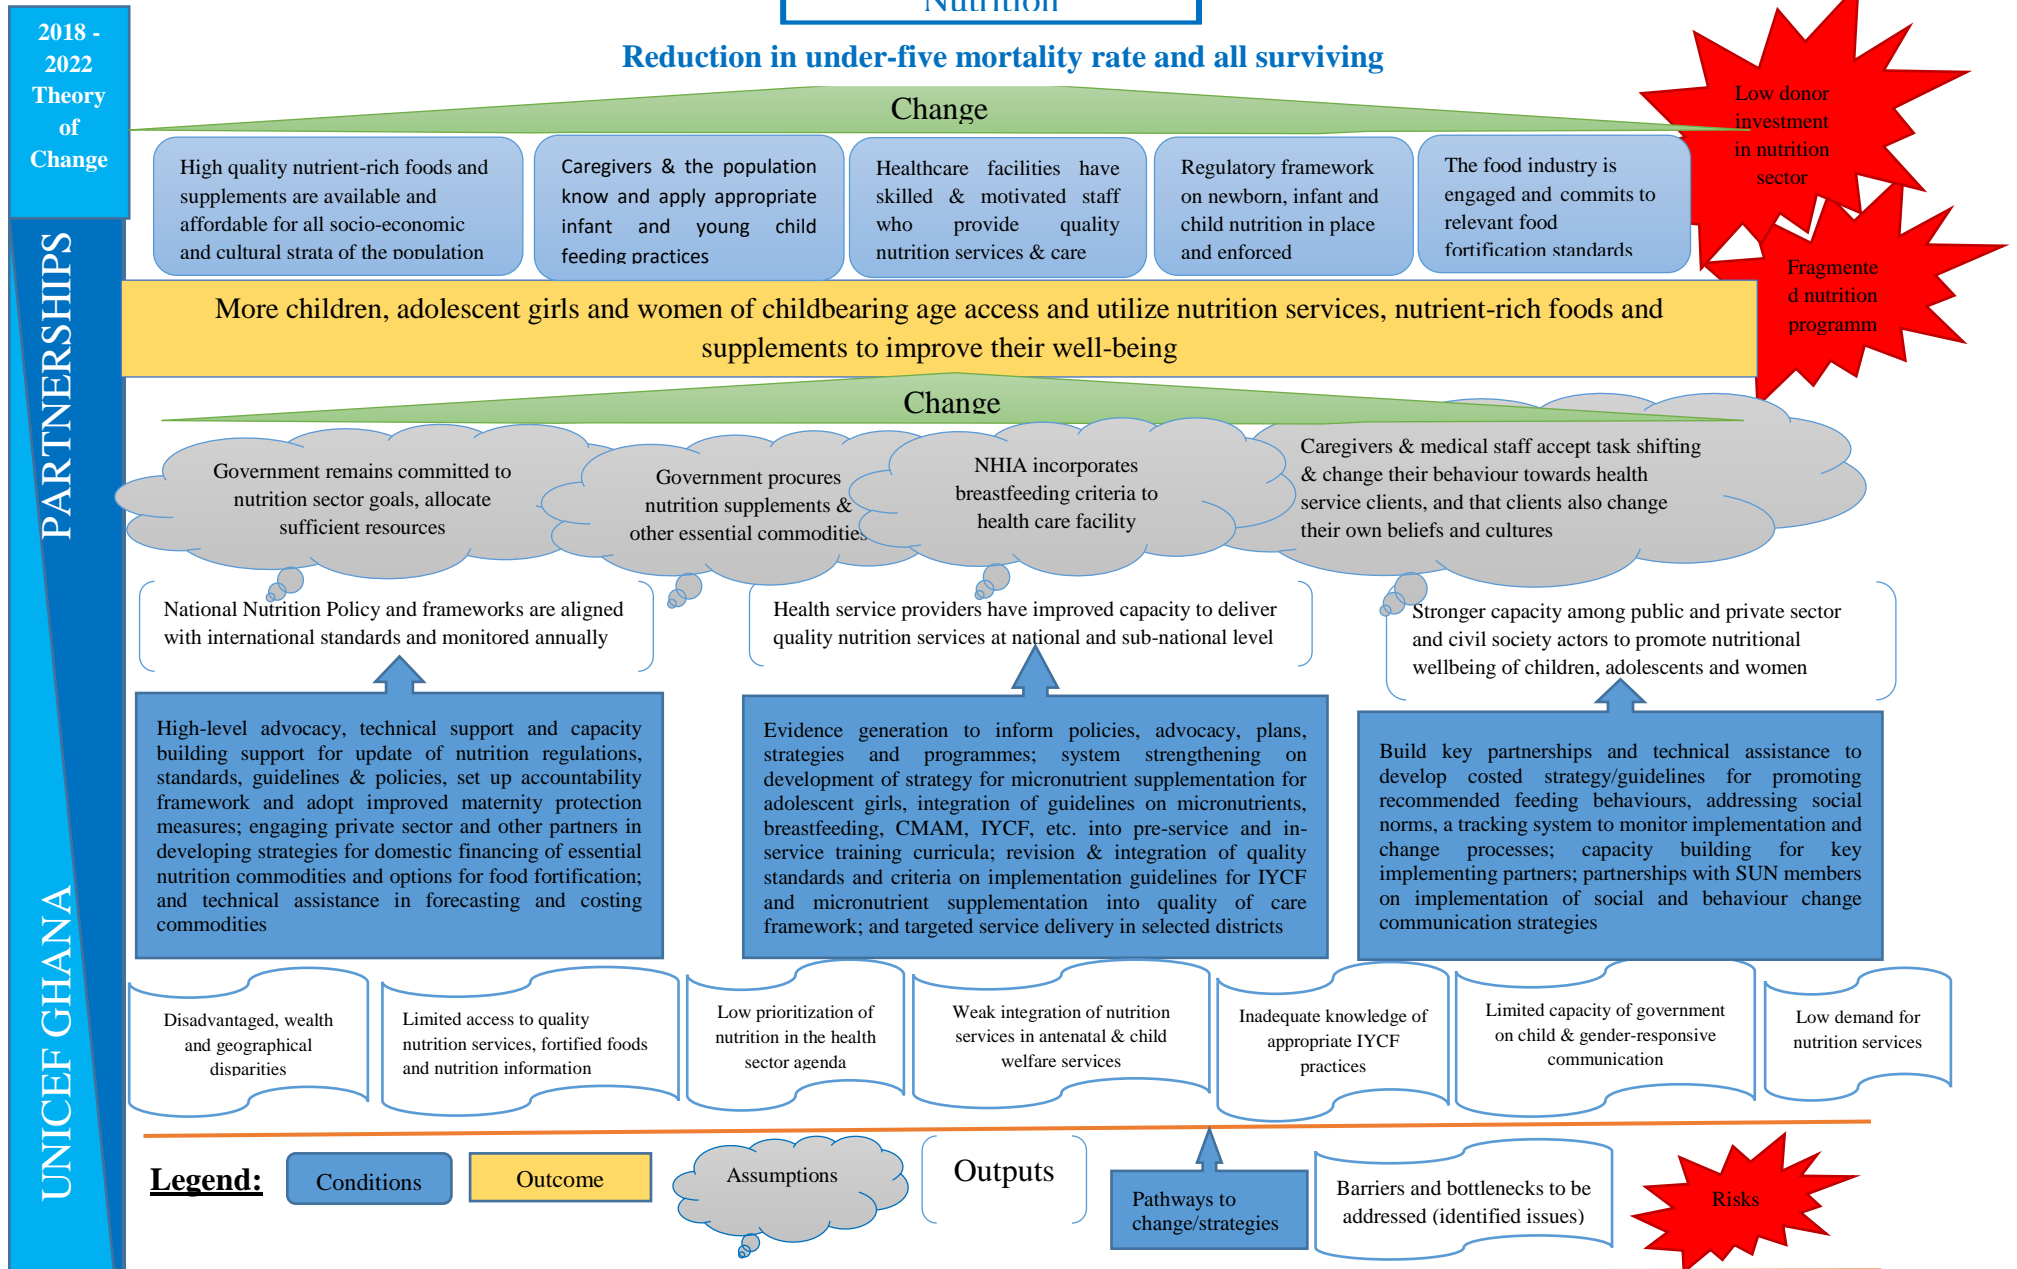 Nutrition
2018 -
2022
Theory
of
Change
Reduction in under-five mortality rate and all surviving
Change
Low donor
investment
in nutrition
sector
High quality nutrient-rich foods and
supplements are available and
affordable for all socio-economic
and cultural strata of the population
Caregivers & the population
know and apply appropriate
infant and young child
feeding practices
Healthcare facilities have
skilled & motivated staff
who provide quality
nutrition services & care
Regulatory framework
on newborn, infant and
child nutrition in place
and enforced
The food industry is
engaged and commits to
relevant food
fortification standards
Fragmente
d nutrition
programm
PARTNERSHIPS
More children, adolescent girls and women of childbearing age access and utilize nutrition services, nutrient-rich foods and
supplements to improve their well-being
Change
Government remains committed to
nutrition sector goals, allocate
sufficient resources
Government procures
nutrition supplements &
other essential commodities
NHIA incorporates
breastfeeding criteria to
health care facility
Caregivers & medical staff accept task shifting
& change their behaviour towards health
service clients, and that clients also change
their own beliefs and cultures
National Nutrition Policy and frameworks are aligned
with international standards and monitored annually
Health service providers have improved capacity to deliver
quality nutrition services at national and sub-national level
Stronger capacity among public and private sector
and civil society actors to promote nutritional
wellbeing of children, adolescents and women
High-level advocacy, technical support and capacity
building support for update of nutrition regulations,
standards, guidelines & policies, set up accountability
framework and adopt improved maternity protection
measures; engaging private sector and other partners in
developing strategies for domestic financing of essential
nutrition commodities and options for food fortification;
and technical assistance in forecasting and costing
commodities
Evidence generation to inform policies, advocacy, plans,
strategies and programmes; system strengthening on
development of strategy for micronutrient supplementation for
adolescent girls, integration of guidelines on micronutrients,
breastfeeding, CMAM, IYCF, etc. into pre-service and in-
service training curricula; revision & integration of quality
standards and criteria on implementation guidelines for IYCF
and micronutrient supplementation into quality of care
framework; and targeted service delivery in selected districts
Build key partnerships and technical assistance to
develop costed strategy/guidelines for promoting
recommended feeding behaviours, addressing social
norms, a tracking system to monitor implementation and
change processes; capacity building for key
implementing partners; partnerships with SUN members
on implementation of social and behaviour change
communication strategies
UNICEF GHANA
Disadvantaged, wealth
and geographical
disparities
Limited access to quality
nutrition services, fortified foods
and nutrition information
Low prioritization of
nutrition in the health
sector agenda
Weak integration of nutrition
services in antenatal & child
welfare services
Inadequate knowledge of
appropriate IYCF
practices
Limited capacity of government
on child & gender-responsive
communication
Low demand for
nutrition services
Legend:
Conditions
Outcome
Assumptions
Outputs
Pathways to
change/strategies
Barriers and bottlenecks to be
addressed (identified issues)
Risks